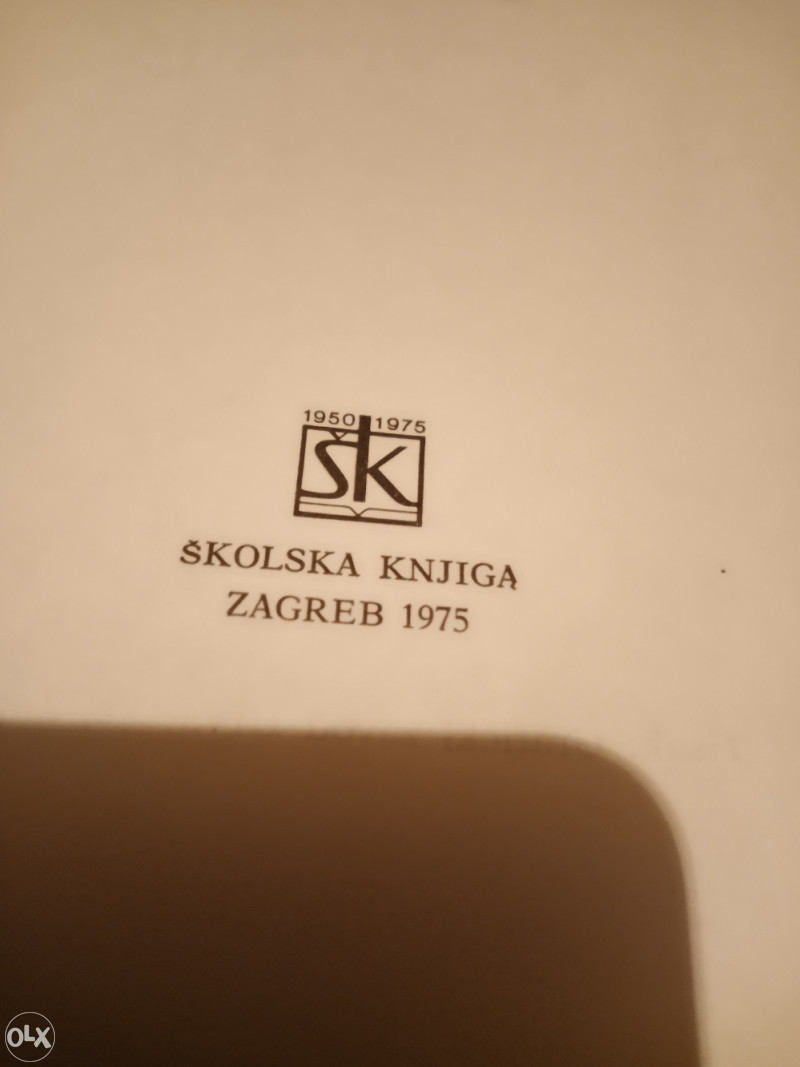 1950 1975
ŠK
ŠKOLSKA KNJIGA
ZAGREB 1975
OLX